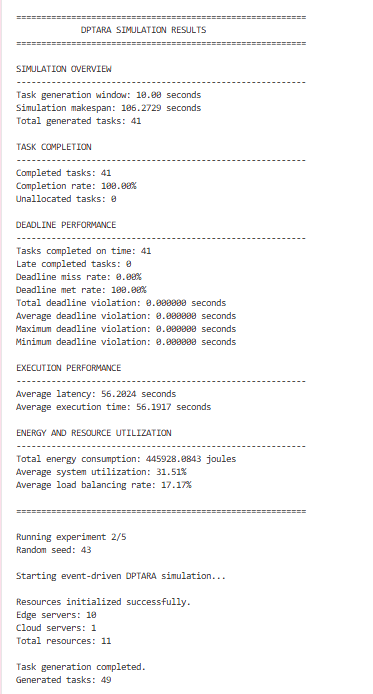 ==========================================================
DPTARA SIMULATION RESULTS
==========================================================
SIMULATION OVERVIEW
----------------------------------------------------------
Task generation window: 10.00 seconds
Simulation makespan: 106.2729 seconds
Total generated tasks: 41
TASK COMPLETION
----------------------------------------------------------
Completed tasks: 41
Completion rate: 100.00%
Unallocated tasks: 0
DEADLINE PERFORMANCE
----------------------------------------------------------
Tasks completed on time: 41
Late completed tasks: 0
Deadline miss rate: 0.00%
Deadline met rate: 100.00%
Total deadline violation: 0.000000 seconds
Average deadline violation: 0.000000 seconds
Maximum deadline violation: 0.000000 seconds
Minimum deadline violation: 0.000000 seconds
EXECUTION PERFORMANCE
----------------------------------------------------------
Average latency: 56.2024 seconds
Average execution time: 56.1917 seconds
ENERGY AND RESOURCE UTILIZATION
----------------------------------------------------------
Total energy consumption: 445928.0843 joules
Average system utilization: 31.51%
Average load balancing rate: 17.17%
==========================================================
Running experiment 2/5
Random seed: 43
Starting event-driven DPTARA simulation...
Resources initialized successfully.
Edge servers: 10
Cloud servers: 1
Total resources: 11
Task generation completed.
Generated tasks: 49